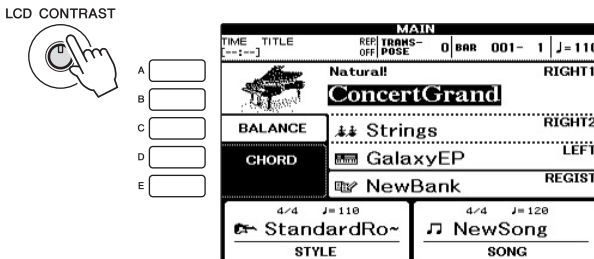 LCD CONTRAST
MAIN
TIME TITLE
[--:--]
REP. OFF
TRANS-POSE 0
BAR 001- 1
♩=110
A
B
C
D
E
Natural!
RIGHT1
ConcertGrand
BALANCE
Strings
RIGHT2
CHORD
GalaxyEP
LEFT
NewBank
REGIST
4/4 ♩=110
StandardRo~
STYLE
4/4 ♩=120
NewSong
SONG